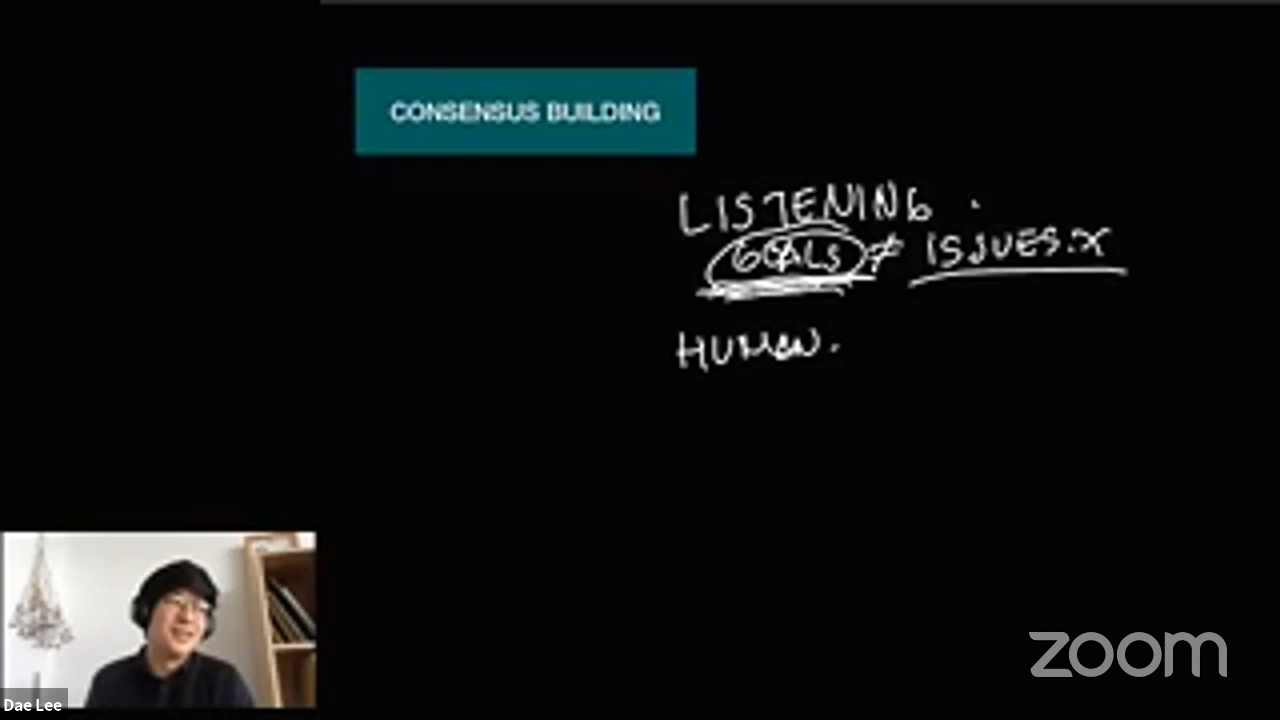 CONSENSUS BUILDING
LISTENING.
GOALS ≠ ISSUES.X
HUMAN.
Dae Lee
zoom